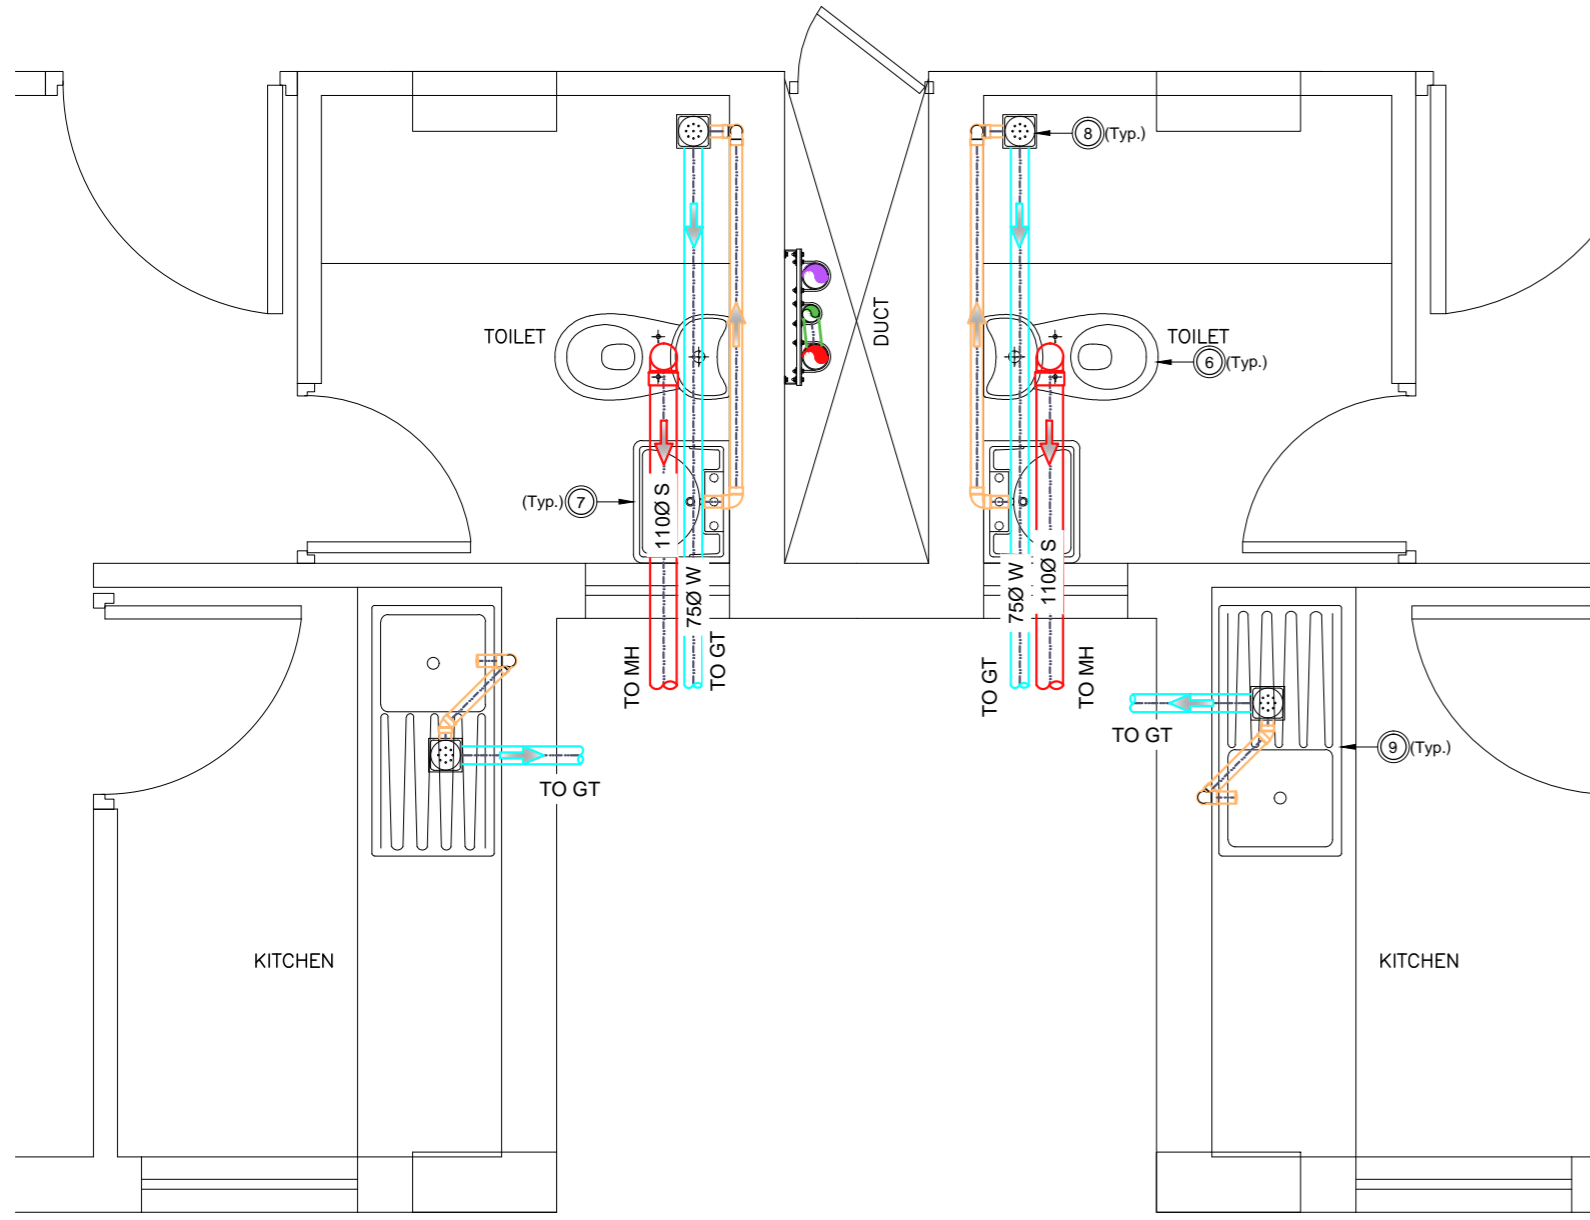 8 (Typ.)
TOILET
DUCT
TOILET
6 (Typ.)
(Typ.) 7
110Ø S
75Ø W
75Ø W
110Ø S
TO MH
TO GT
TO GT
TO MH
TO GT
TO GT
9 (Typ.)
KITCHEN
KITCHEN